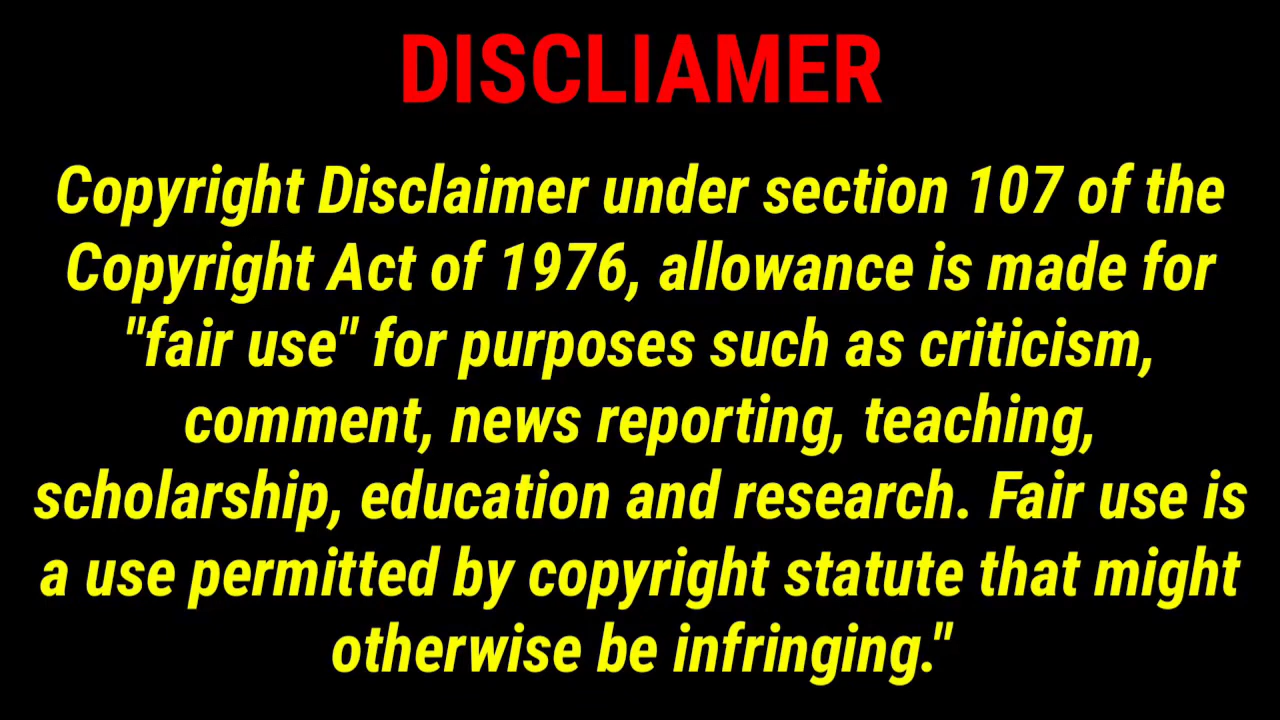 DISCLIAMER
Copyright Disclaimer under section 107 of the
Copyright Act of 1976, allowance is made for
"fair use" for purposes such as criticism,
comment, news reporting, teaching,
scholarship, education and research. Fair use is
a use permitted by copyright statute that might
otherwise be infringing."